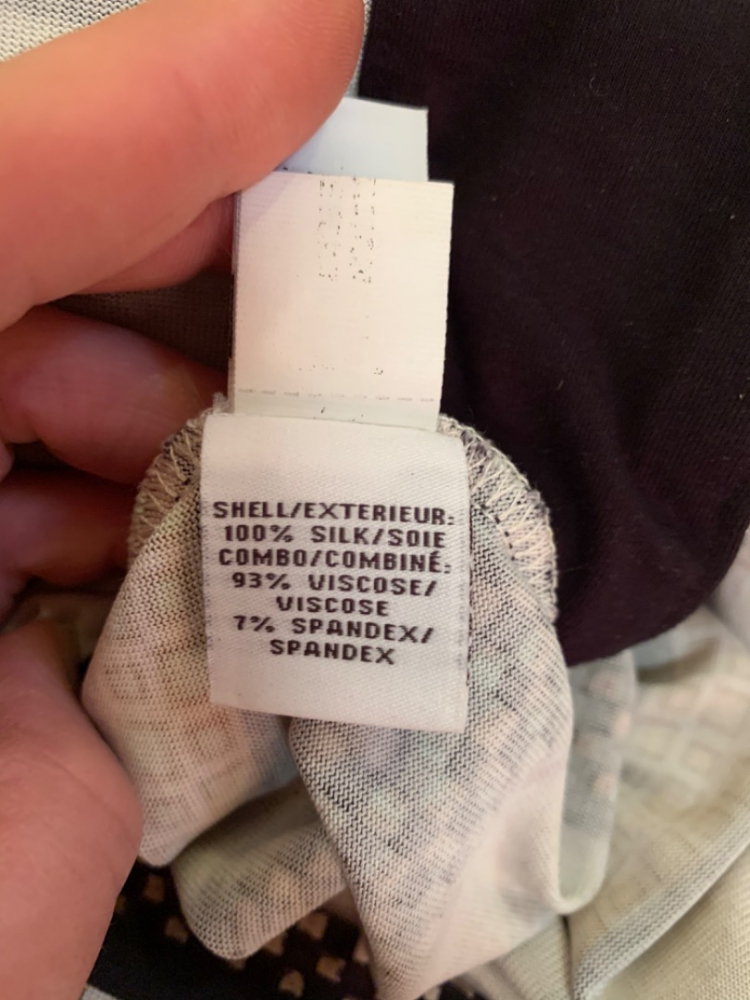 SHELL/EXTERIEUR:
100% SILK/SOIE
COMBO/COMBINÉ:
93% VISCOSE/
VISCOSE
7% SPANDEX/
SPANDEX